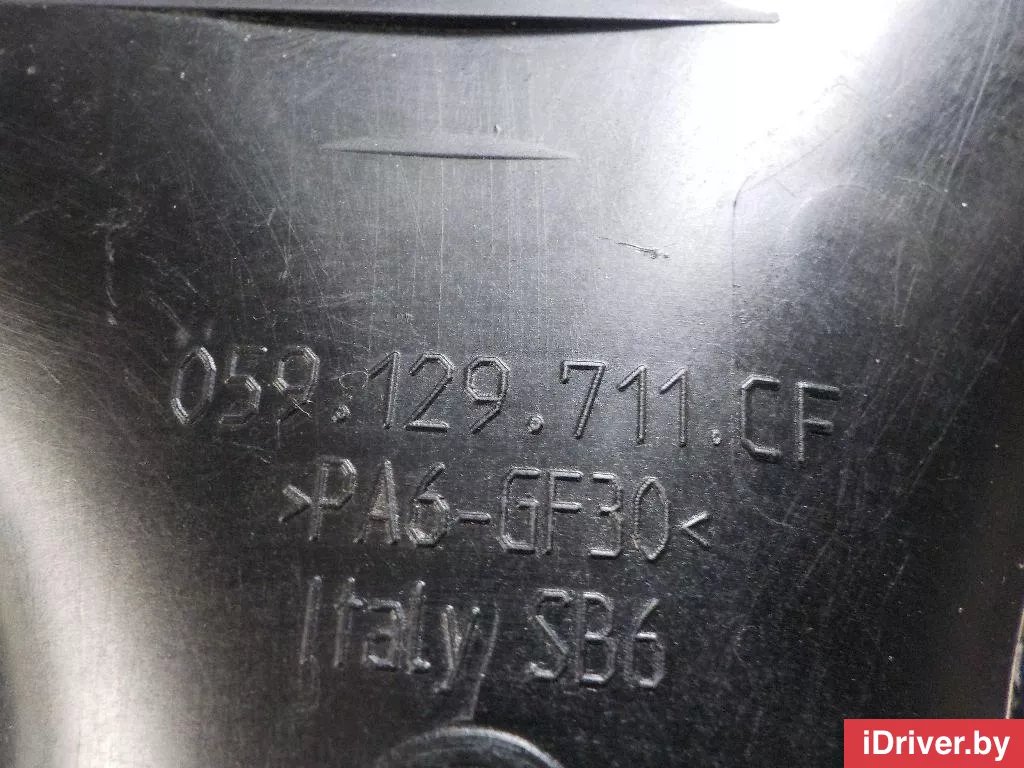 059.129.711.CF
>PA6-GF30<
Italy SB6
iDriver.by